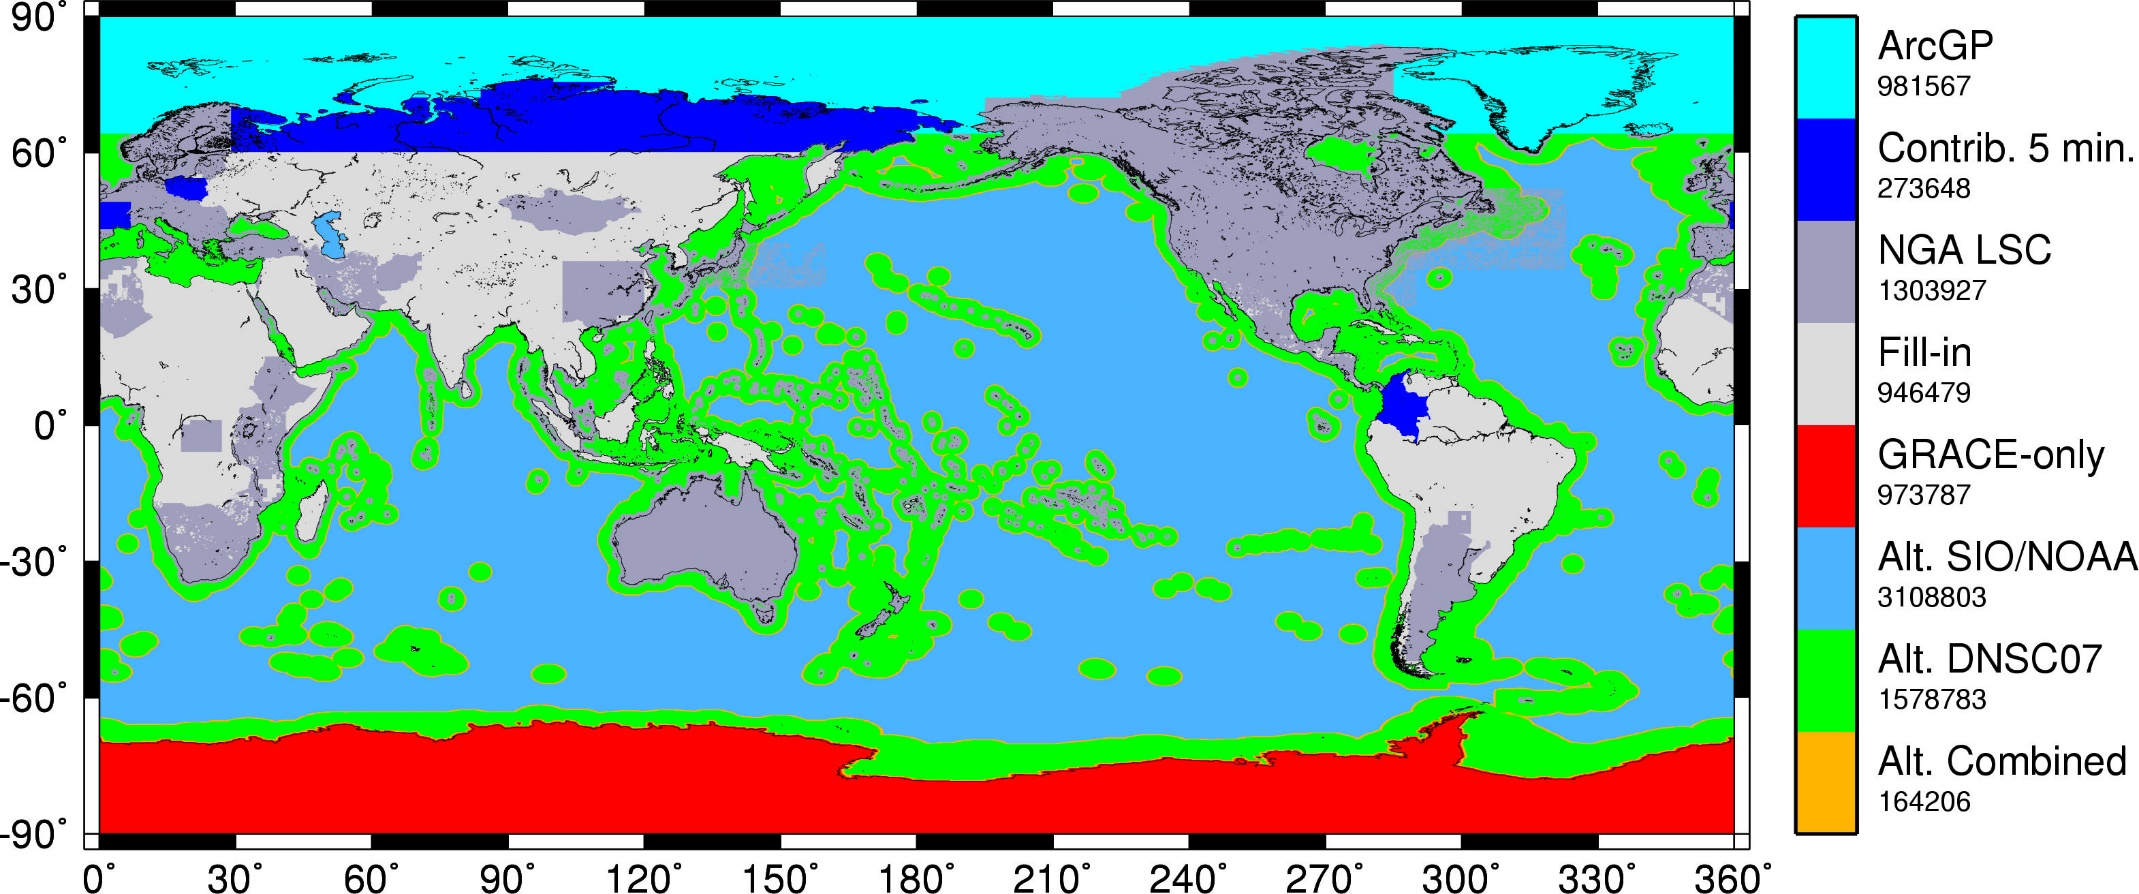 90°
60°
30°
0°
-30°
-60°
-90°
0° 30° 60° 90° 120° 150° 180° 210° 240° 270° 300° 330° 360°
ArcGP
981567
Contrib. 5 min.
273648
NGA LSC
1303927
Fill-in
946479
GRACE-only
973787
Alt. SIO/NOAA
3108803
Alt. DNSC07
1578783
Alt. Combined
164206